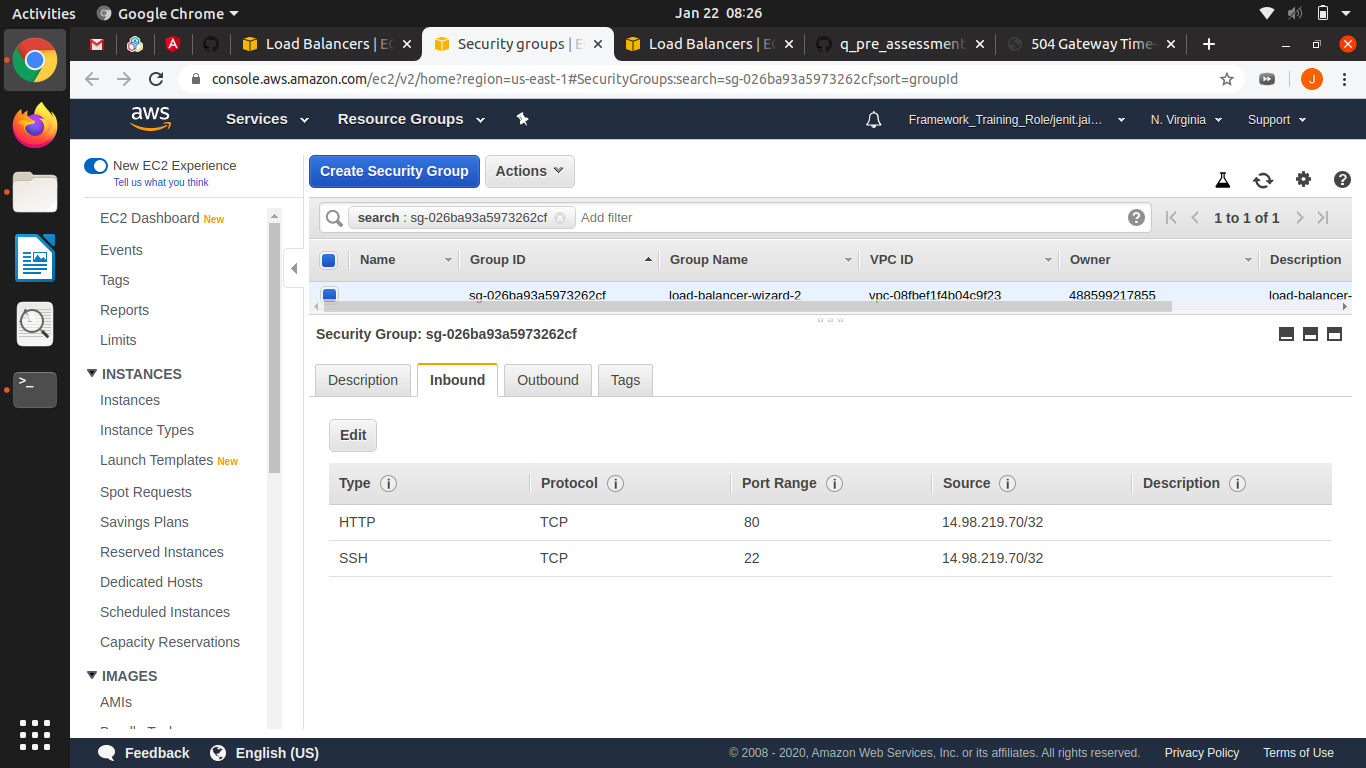 Activities Google Chrome Jan 22 08:26
Load Balancers | EC Security groups | E Load Balancers | EC q_pre_assessment 504 Gateway Time-
console.aws.amazon.com/ec2/v2/home?region=us-east-1#SecurityGroups:search=sg-026ba93a5973262cf;sort=groupId J
aws Services Resource Groups Framework_Training_Role/jenit.jai... N. Virginia Support
New EC2 Experience
Tell us what you think
EC2 Dashboard New
Events
Tags
Reports
Limits
INSTANCES
Instances
Instance Types
Launch Templates New
Spot Requests
Savings Plans
Reserved Instances
Dedicated Hosts
Scheduled Instances
Capacity Reservations
IMAGES
AMIs
Create Security Group Actions
search : sg-026ba93a5973262cf Add filter 1 to 1 of 1
Name Group ID Group Name VPC ID Owner Description
sg-026ba93a5973262cf load-balancer-wizard-2 vpc-08fbef1f4b04c9f23 488599217855 load-balancer-
Security Group: sg-026ba93a5973262cf
Description Inbound Outbound Tags
Edit
Type Protocol Port Range Source Description
HTTP TCP 80 14.98.219.70/32
SSH TCP 22 14.98.219.70/32
Feedback English (US) © 2008 - 2020, Amazon Web Services, Inc. or its affiliates. All rights reserved. Privacy Policy Terms of Use